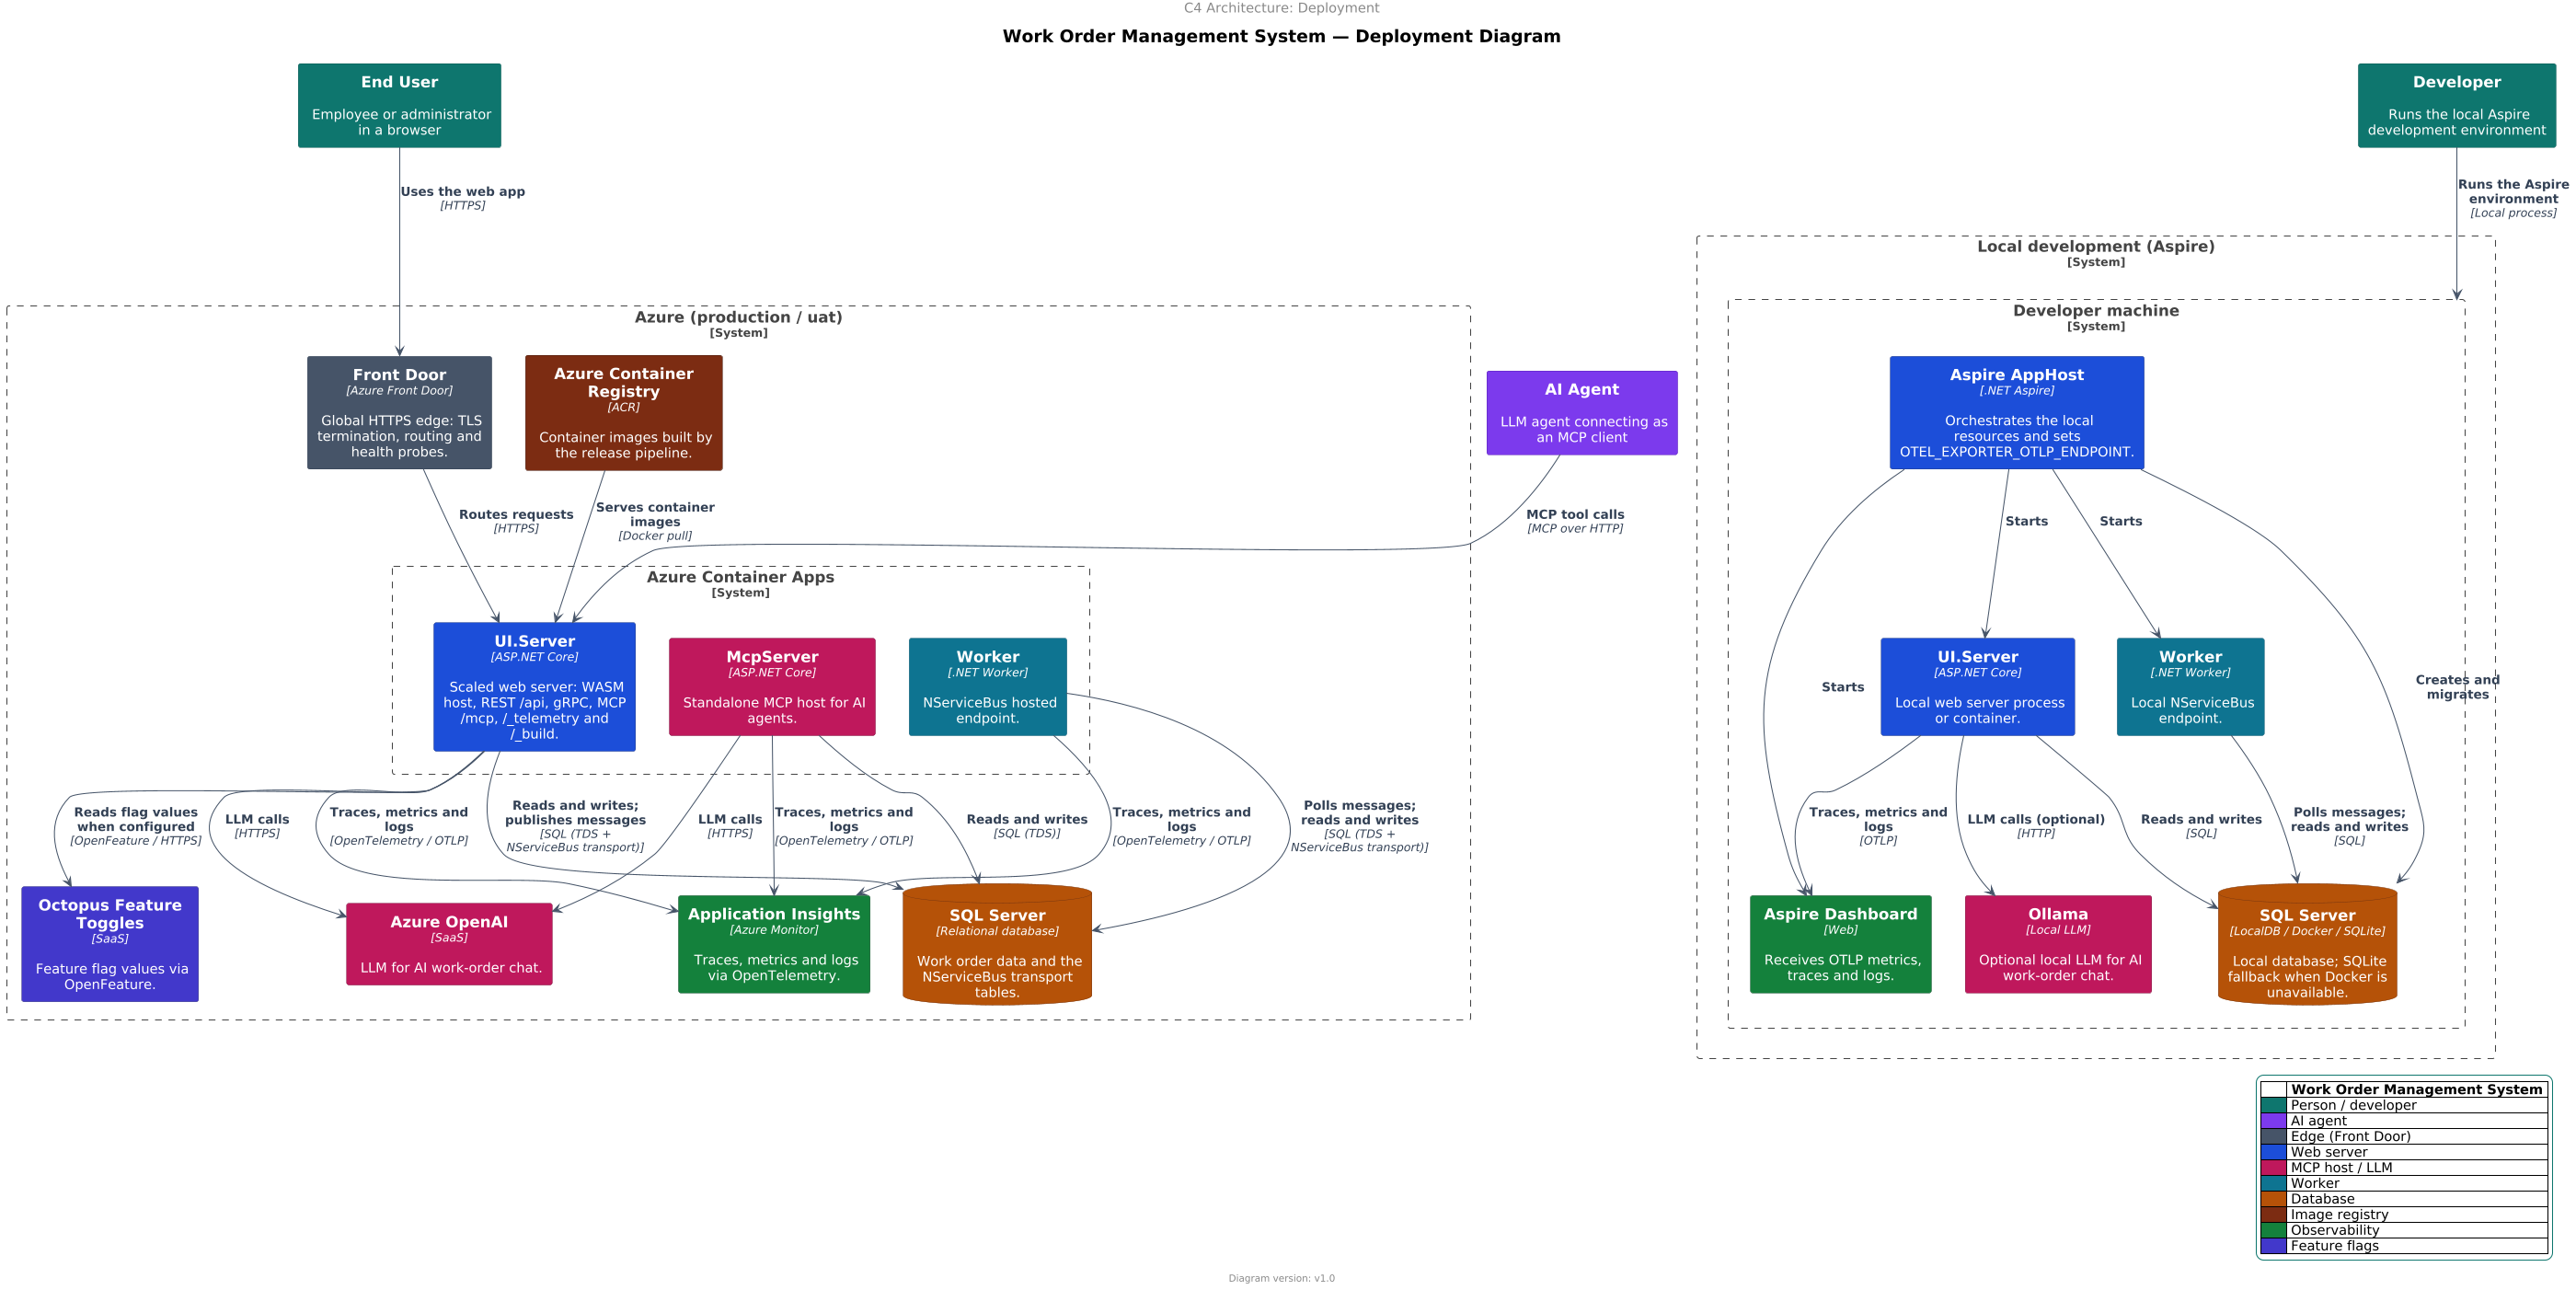 C4 Architecture: Deployment
Work Order Management System — Deployment Diagram
End User
Employee or administrator
in a browser
Developer
Runs the local Aspire
development environment
Uses the web app
[HTTPS]
Runs the Aspire
environment
[Local process]
Azure (production / uat)
[System]
Front Door
[Azure Front Door]
Global HTTPS edge: TLS
termination, routing and
health probes.
Azure Container
Registry
[ACR]
Container images built by
the release pipeline.
AI Agent
LLM agent connecting as
an MCP client
Routes requests
[HTTPS]
Serves container
images
[Docker pull]
MCP tool calls
[MCP over HTTP]
Azure Container Apps
[System]
UI.Server
[ASP.NET Core]
Scaled web server: WASM
host, REST /api, gRPC, MCP
/mcp, /_telemetry and
/_build.
McpServer
[ASP.NET Core]
Standalone MCP host for AI
agents.
Worker
[.NET Worker]
NServiceBus hosted
endpoint.
Reads flag values
when configured
[OpenFeature / HTTPS]
LLM calls
[HTTPS]
Traces, metrics and
logs
[OpenTelemetry / OTLP]
Reads and writes;
publishes messages
[SQL (TDS +
NServiceBus transport)]
LLM calls
[HTTPS]
Traces, metrics and
logs
[OpenTelemetry / OTLP]
Reads and writes
[SQL (TDS)]
Traces, metrics and
logs
[OpenTelemetry / OTLP]
Polls messages;
reads and writes
[SQL (TDS +
NServiceBus transport)]
Octopus Feature
Toggles
[SaaS]
Feature flag values via
OpenFeature.
Azure OpenAI
[SaaS]
LLM for AI work-order chat.
Application Insights
[Azure Monitor]
Traces, metrics and logs
via OpenTelemetry.
SQL Server
[Relational database]
Work order data and the
NServiceBus transport
tables.
Local development (Aspire)
[System]
Developer machine
[System]
Aspire AppHost
[.NET Aspire]
Orchestrates the local
resources and sets
OTEL_EXPORTER_OTLP_ENDPOINT.
Starts
Starts
Starts
Creates and
migrates
UI.Server
[ASP.NET Core]
Local web server process
or container.
Worker
[.NET Worker]
Local NServiceBus
endpoint.
Traces, metrics and
logs
[OTLP]
LLM calls (optional)
[HTTP]
Reads and writes
[SQL]
Polls messages;
reads and writes
[SQL]
Aspire Dashboard
[Web]
Receives OTLP metrics,
traces and logs.
Ollama
[Local LLM]
Optional local LLM for AI
work-order chat.
SQL Server
[LocalDB / Docker / SQLite]
Local database; SQLite
fallback when Docker is
unavailable.
Work Order Management System
Person / developer
AI agent
Edge (Front Door)
Web server
MCP host / LLM
Worker
Database
Image registry
Observability
Feature flags
Diagram version: v1.0